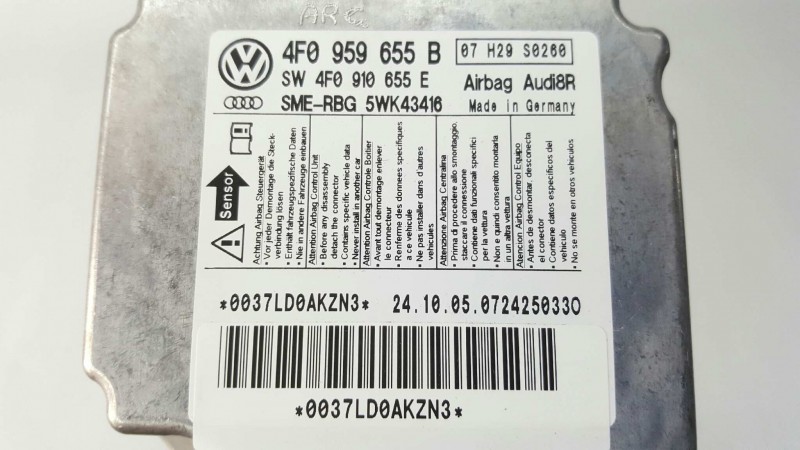 ARC
4F0 959 655 B
07 H29 S0260
SW 4F0 910 655 E
Airbag Audi8R
SME-RBG 5WK43416
Made in Germany
Sensor
Achtung Airbag Steuergerät
• Vor jeder Demontage die Steck-
verbindung lösen
• Enthält fahrzeugspezifische Daten
• Nie in andere Fahrzeuge einbauen
Attention Airbag Control Unit
• Before any disassembly
detach the connector
• Contains specific vehicle data
• Never install in another car
Attention Airbag Controle Boitier
• Avant tout demontage enlever
le connecteur
• Renferme des donnees specifiques
a ce vehicule
• Ne pas installer dans d'autres
vehicules
Attenzione Airbag Centralina
• Prima di procedere allo smontaggio,
staccare il connessione
• Contiene dati funzionali specifici
per la vettura
• Non e quindi consentito montarla
in un altra vettura
Atencion Airbag Control Equipo
• Antes de desmontar, desconecta
el conector
• Contiene datos especificos del
vehiculo
• No se monte en otros vehiculos
*0037LD0AKZN3*
24.10.05.0724250330
*0037LD0AKZN3*